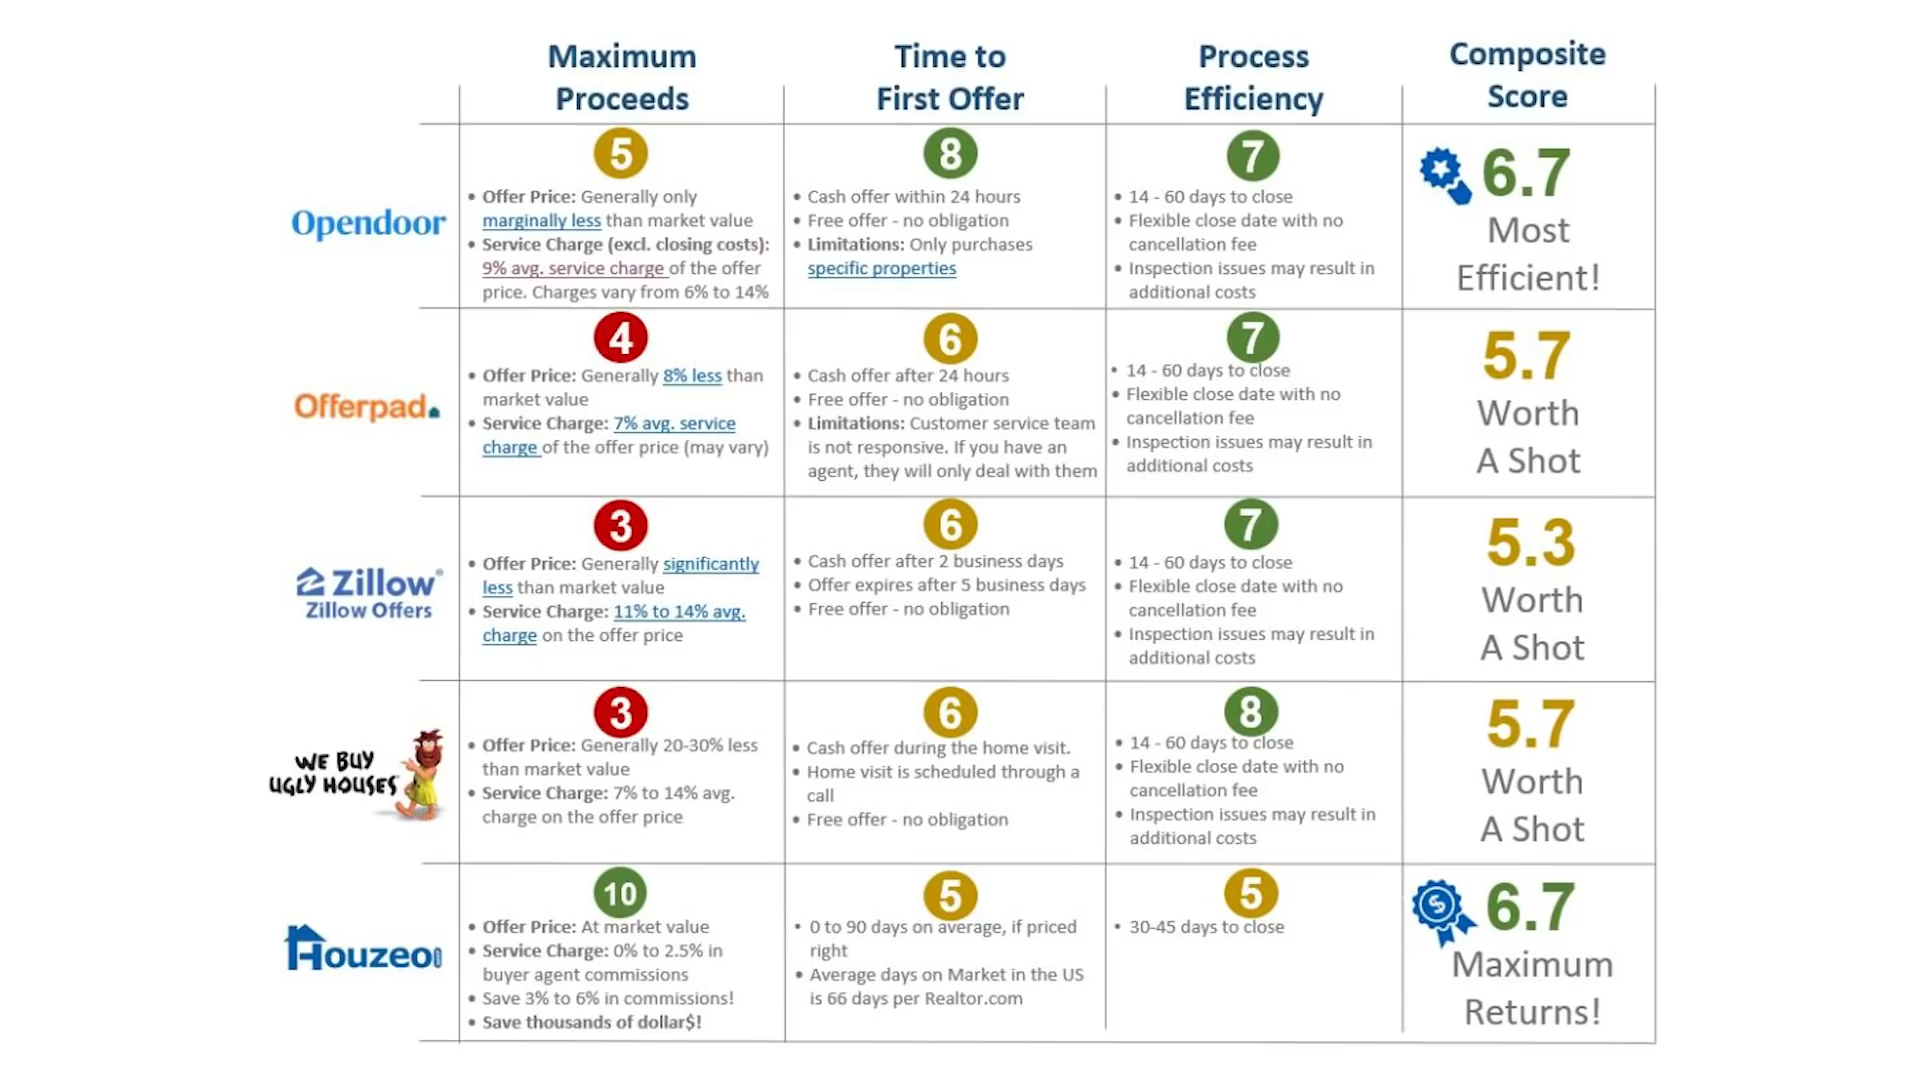 Maximum
Proceeds
Time to
First Offer
Process
Efficiency
Composite
Score
Opendoor
5
• Offer Price: Generally only
marginally less than market value
• Service Charge (excl. closing costs):
9% avg. service charge of the offer
price. Charges vary from 6% to 14%
8
• Cash offer within 24 hours
• Free offer - no obligation
• Limitations: Only purchases
specific properties
7
• 14 - 60 days to close
• Flexible close date with no
cancellation fee
• Inspection issues may result in
additional costs
6.7
Most
Efficient!
Offerpad
4
• Offer Price: Generally 8% less than
market value
• Service Charge: 7% avg. service
charge of the offer price (may vary)
6
• Cash offer after 24 hours
• Free offer - no obligation
• Limitations: Customer service team
is not responsive. If you have an
agent, they will only deal with them
7
• 14 - 60 days to close
• Flexible close date with no
cancellation fee
• Inspection issues may result in
additional costs
5.7
Worth
A Shot
Zillow®
Zillow Offers
3
• Offer Price: Generally significantly
less than market value
• Service Charge: 11% to 14% avg.
charge on the offer price
6
• Cash offer after 2 business days
• Offer expires after 5 business days
• Free offer - no obligation
7
• 14 - 60 days to close
• Flexible close date with no
cancellation fee
• Inspection issues may result in
additional costs
5.3
Worth
A Shot
WE BUY
UGLY HOUSES
3
• Offer Price: Generally 20-30% less
than market value
• Service Charge: 7% to 14% avg.
charge on the offer price
6
• Cash offer during the home visit.
• Home visit is scheduled through a
call
• Free offer - no obligation
8
• 14 - 60 days to close
• Flexible close date with no
cancellation fee
• Inspection issues may result in
additional costs
5.7
Worth
A Shot
Houzeo
10
• Offer Price: At market value
• Service Charge: 0% to 2.5% in
buyer agent commissions
• Save 3% to 6% in commissions!
• Save thousands of dollar$!
5
• 0 to 90 days on average, if priced
right
• Average days on Market in the US
is 66 days per Realtor.com
5
• 30-45 days to close
$
6.7
Maximum
Returns!